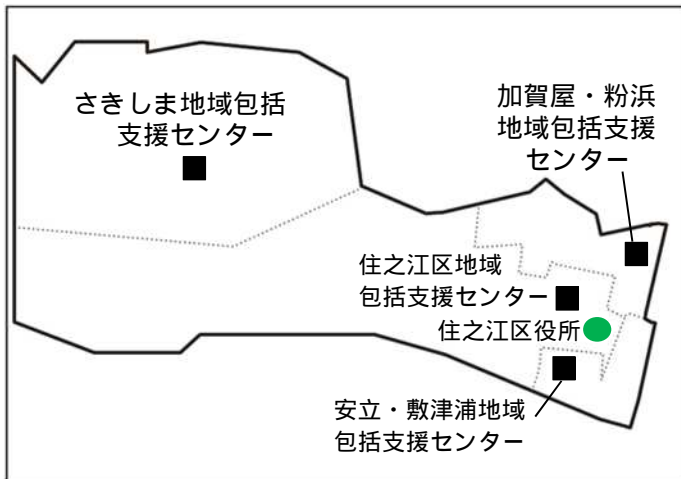 さきしま地域包括
支援センター
加賀屋・粉浜
地域包括支援
センター
住之江区地域
包括支援センター
住之江区役所
安立・敷津浦地域
包括支援センター